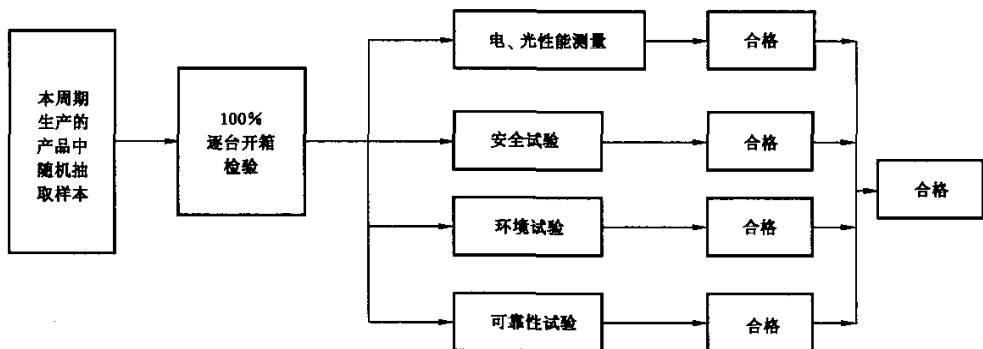 本周期
生产的
产品中
随机抽
取样本
100%
逐台开箱
检验
电、光性能测量
合格
安全试验
合格
环境试验
合格
可靠性试验
合格
合格